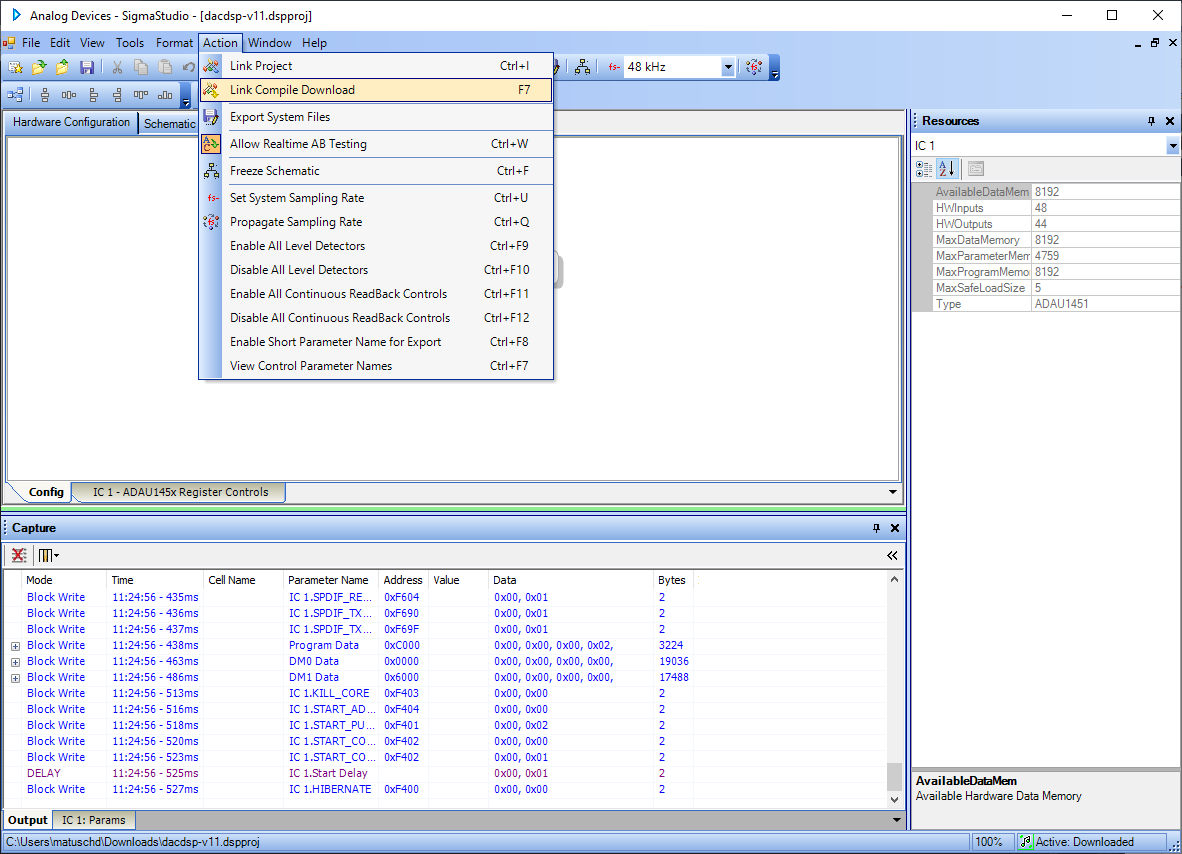 Analog Devices - SigmaStudio - [dacdsp-v11.dspproj]
File Edit View Tools Format Action Window Help
Link Project Ctrl+I
48 kHz
Link Compile Download F7
Export System Files
Allow Realtime AB Testing Ctrl+W
Freeze Schematic Ctrl+F
Set System Sampling Rate Ctrl+U
Propagate Sampling Rate Ctrl+Q
Enable All Level Detectors Ctrl+F9
Disable All Level Detectors Ctrl+F10
Enable All Continuous ReadBack Controls Ctrl+F11
Disable All Continuous ReadBack Controls Ctrl+F12
Enable Short Parameter Name for Export Ctrl+F8
View Control Parameter Names Ctrl+F7
Hardware Configuration Schematic
Config IC 1 - ADAU145x Register Controls
Resources
IC 1
AvailableDataMem 8192
HWInputs 48
HWOutputs 44
MaxDataMemory 8192
MaxParameterMem 4759
MaxProgramMemo 8192
MaxSafeLoadSize 5
Type ADAU1451
AvailableDataMem
Available Hardware Data Memory
Capture
Mode Time Cell Name Parameter Name Address Value Data Bytes
Block Write 11:24:56 - 435ms IC 1.SPDIF_RE... 0xF604 0x00, 0x01 2
Block Write 11:24:56 - 436ms IC 1.SPDIF_TX... 0xF690 0x00, 0x01 2
Block Write 11:24:56 - 437ms IC 1.SPDIF_TX... 0xF69F 0x00, 0x01 2
Block Write 11:24:56 - 438ms Program Data 0xC000 0x00, 0x00, 0x00, 0x02, 3224
Block Write 11:24:56 - 463ms DM0 Data 0x0000 0x00, 0x00, 0x00, 0x00, 19036
Block Write 11:24:56 - 486ms DM1 Data 0x6000 0x00, 0x00, 0x00, 0x00, 17488
Block Write 11:24:56 - 513ms IC 1.KILL_CORE 0xF403 0x00, 0x00 2
Block Write 11:24:56 - 516ms IC 1.START_AD... 0xF404 0x00, 0x00 2
Block Write 11:24:56 - 518ms IC 1.START_PU... 0xF401 0x00, 0x02 2
Block Write 11:24:56 - 520ms IC 1.START_CO... 0xF402 0x00, 0x00 2
Block Write 11:24:56 - 523ms IC 1.START_CO... 0xF402 0x00, 0x01 2
DELAY 11:24:56 - 525ms IC 1.Start Delay 0x00, 0x01 2
Block Write 11:24:56 - 527ms IC 1.HIBERNATE 0xF400 0x00, 0x00 2
Output IC 1: Params
C:\Users\matuschd\Downloads\dacdsp-v11.dspproj 100% Active: Downloaded